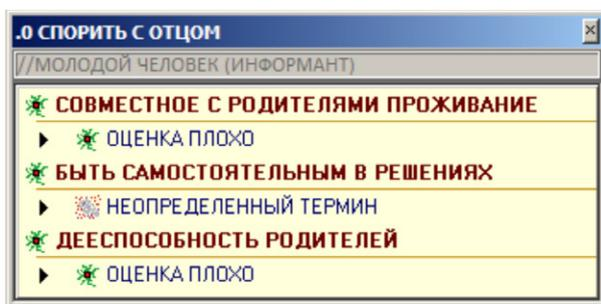 .0 СПОРИТЬ С ОТЦОМ
//МОЛОДОЙ ЧЕЛОВЕК (ИНФОРМАНТ)
СОВМЕСТНОЕ С РОДИТЕЛЯМИ ПРОЖИВАНИЕ
ОЦЕНКА ПЛОХО
БЫТЬ САМОСТОЯТЕЛЬНЫМ В РЕШЕНИЯХ
НЕОПРЕДЕЛЕННЫЙ ТЕРМИН
ДЕЕСПОСОБНОСТЬ РОДИТЕЛЕЙ
ОЦЕНКА ПЛОХО